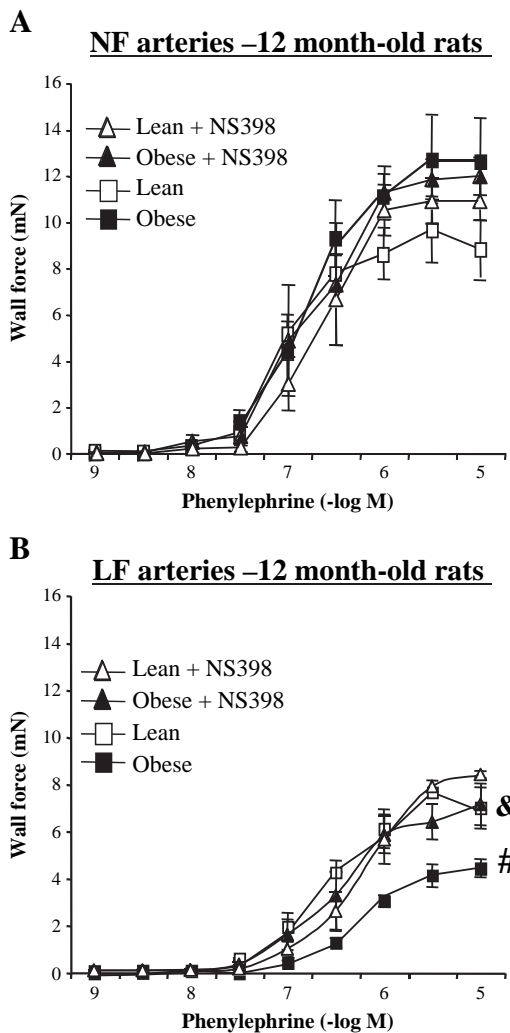 A
NF arteries –12 month-old rats
16
14
12
10
8
6
4
2
0
Wall force (mN)
Lean + NS398
Obese + NS398
Lean
Obese
9 8 7 6 5
Phenylephrine (-log M)
B
LF arteries –12 month-old rats
16
14
12
10
8
6
4
2
0
Wall force (mN)
Lean + NS398
Obese + NS398
Lean
Obese
&
#
9 8 7 6 5
Phenylephrine (-log M)